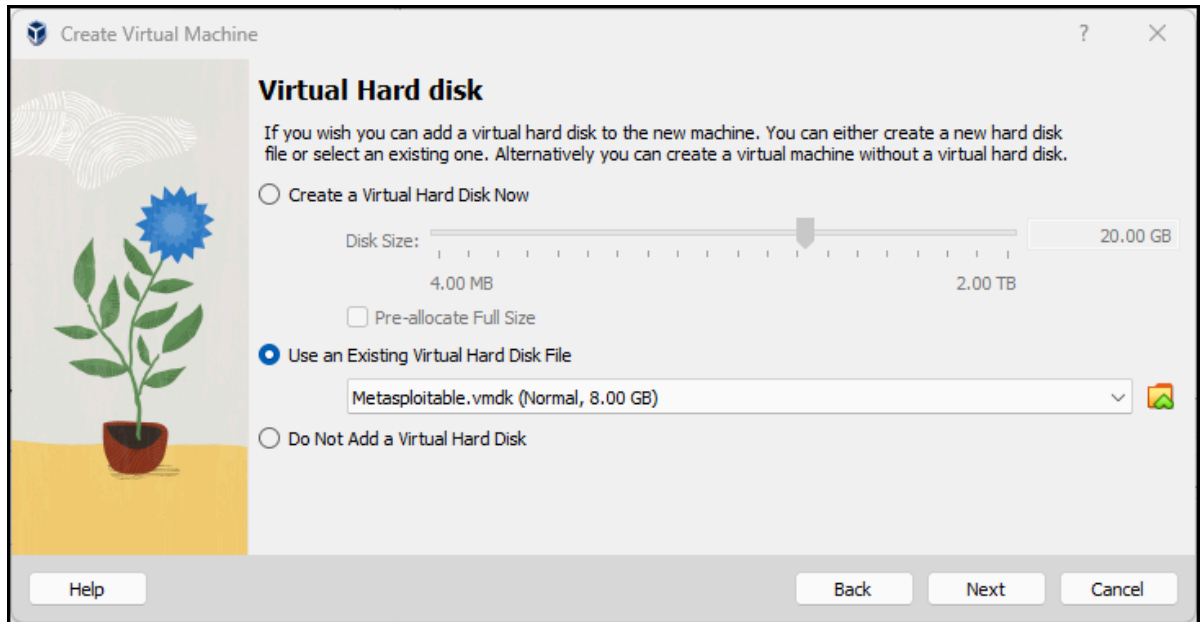 Create Virtual Machine
?
Virtual Hard disk
If you wish you can add a virtual hard disk to the new machine. You can either create a new hard disk
file or select an existing one. Alternatively you can create a virtual machine without a virtual hard disk.
Create a Virtual Hard Disk Now
Disk Size:
20.00 GB
4.00 MB
2.00 TB
Pre-allocate Full Size
Use an Existing Virtual Hard Disk File
Metasploitable.vmdk (Normal, 8.00 GB)
Do Not Add a Virtual Hard Disk
Help
Back
Next
Cancel